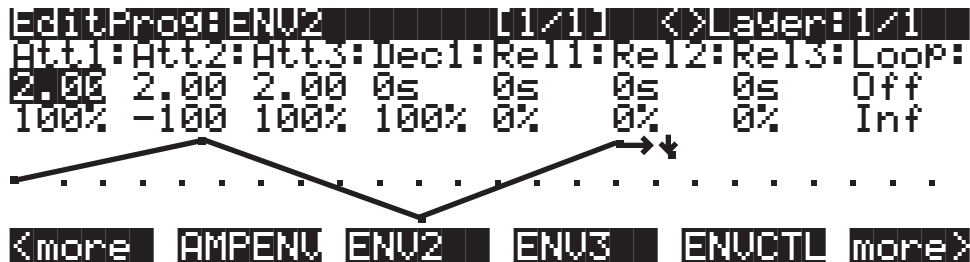 EditProg:ENV2 [1/1] <>Layer:1/1
Att1:Att2:Att3:Dec1:Rel1:Rel2:Rel3:Loop:
2.00 2.00 2.00 0s 0s 0s 0s Off
100% -100 100% 100% 0% 0% 0% Inf
<more AMPENV ENV2 ENV3 ENVCTL more>